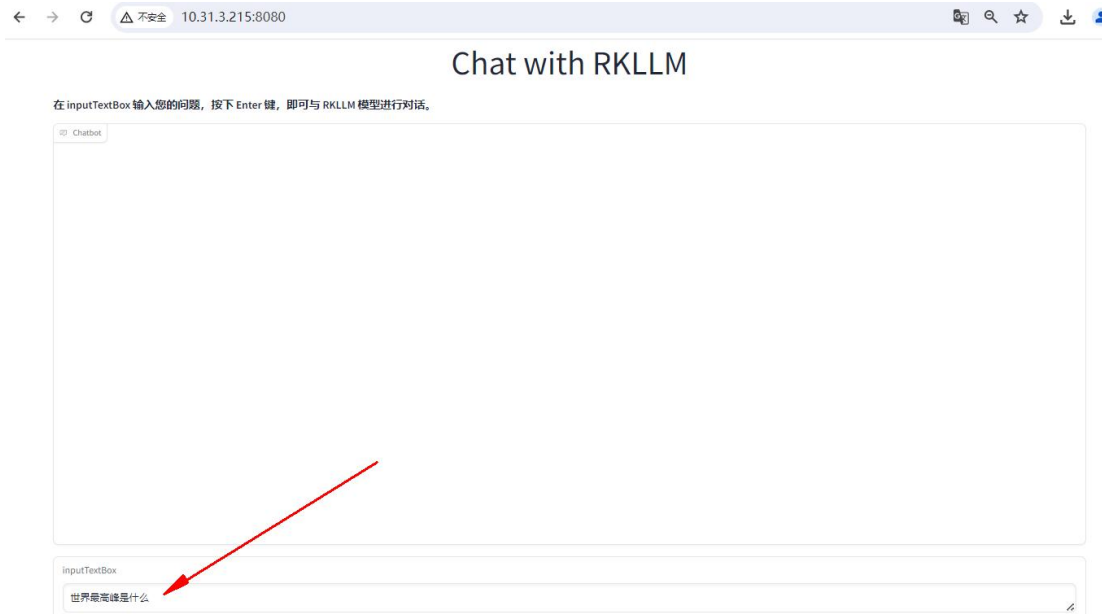 不安全 10.31.3.215:8080
Chat with RKLLM
在 inputTextBox 输入您的问题，按下 Enter 键，即可与 RKLLM 模型进行对话。
Chatbot
inputTextBox
世界最高峰是什么